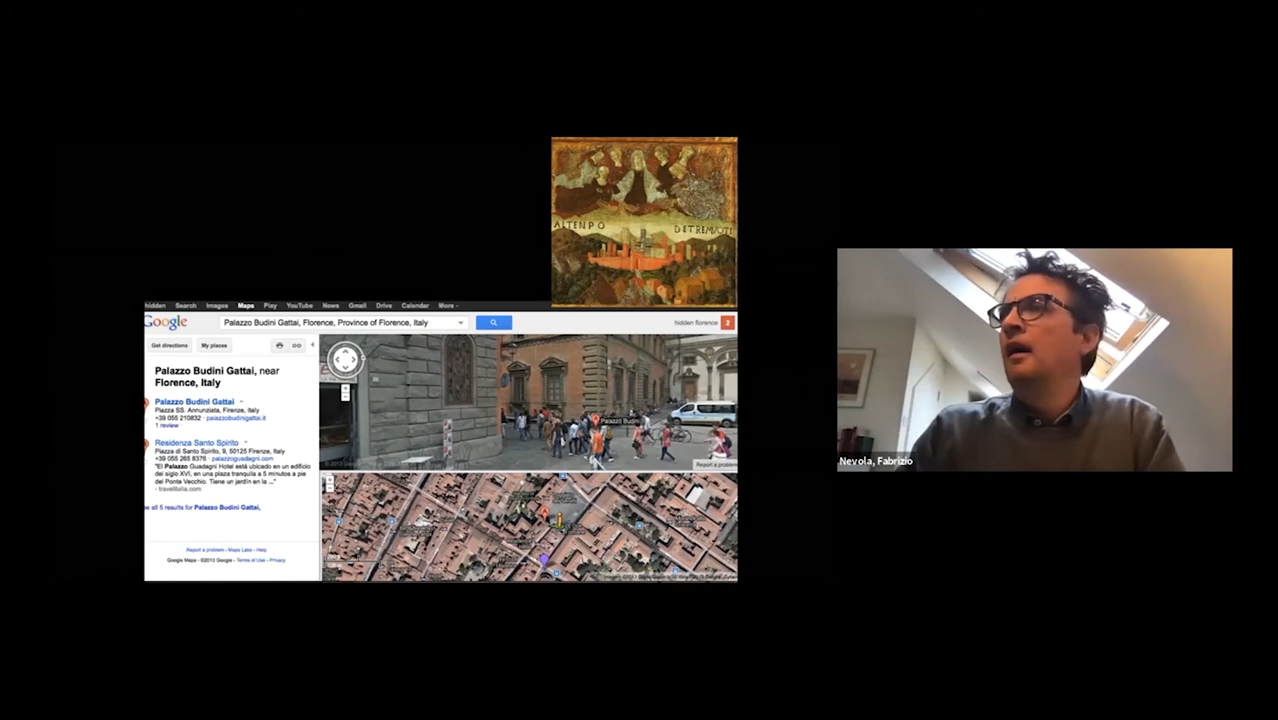 ALTENPO DETREMVOTI
hidden Search Images Maps Play YouTube News Gmail Drive Calendar More
Google
Palazzo Budini Gattai, Florence, Province of Florence, Italy
hidden florence 2
Get directions My places
Palazzo Budini Gattai, near
Florence, Italy
Palazzo Budini Gattai
Piazza SS. Annunziata, Firenze, Italy
+39 055 210832 · palazzobudinigattai.it
1 review
Residenza Santo Spirito
Piazza di Santo Spirito, 9, 50125 Firenze, Italy
+39 055 265 8376 · palazzoguadagni.com
"El Palazzo Guadagni Hotel está ubicado en un edificio
del siglo XVI, en una plaza tranquila a 5 minutos a pie
del Ponte Vecchio. Tiene un jardín en la ..."
- travelitalia.com
all 5 results for Palazzo Budini Gattai,
Report a problem - Maps Labs - Help
Google Maps - ©2013 Google - Terms of Use - Privacy
Palazzo Budini
Report a problem
Nevola, Fabrizio